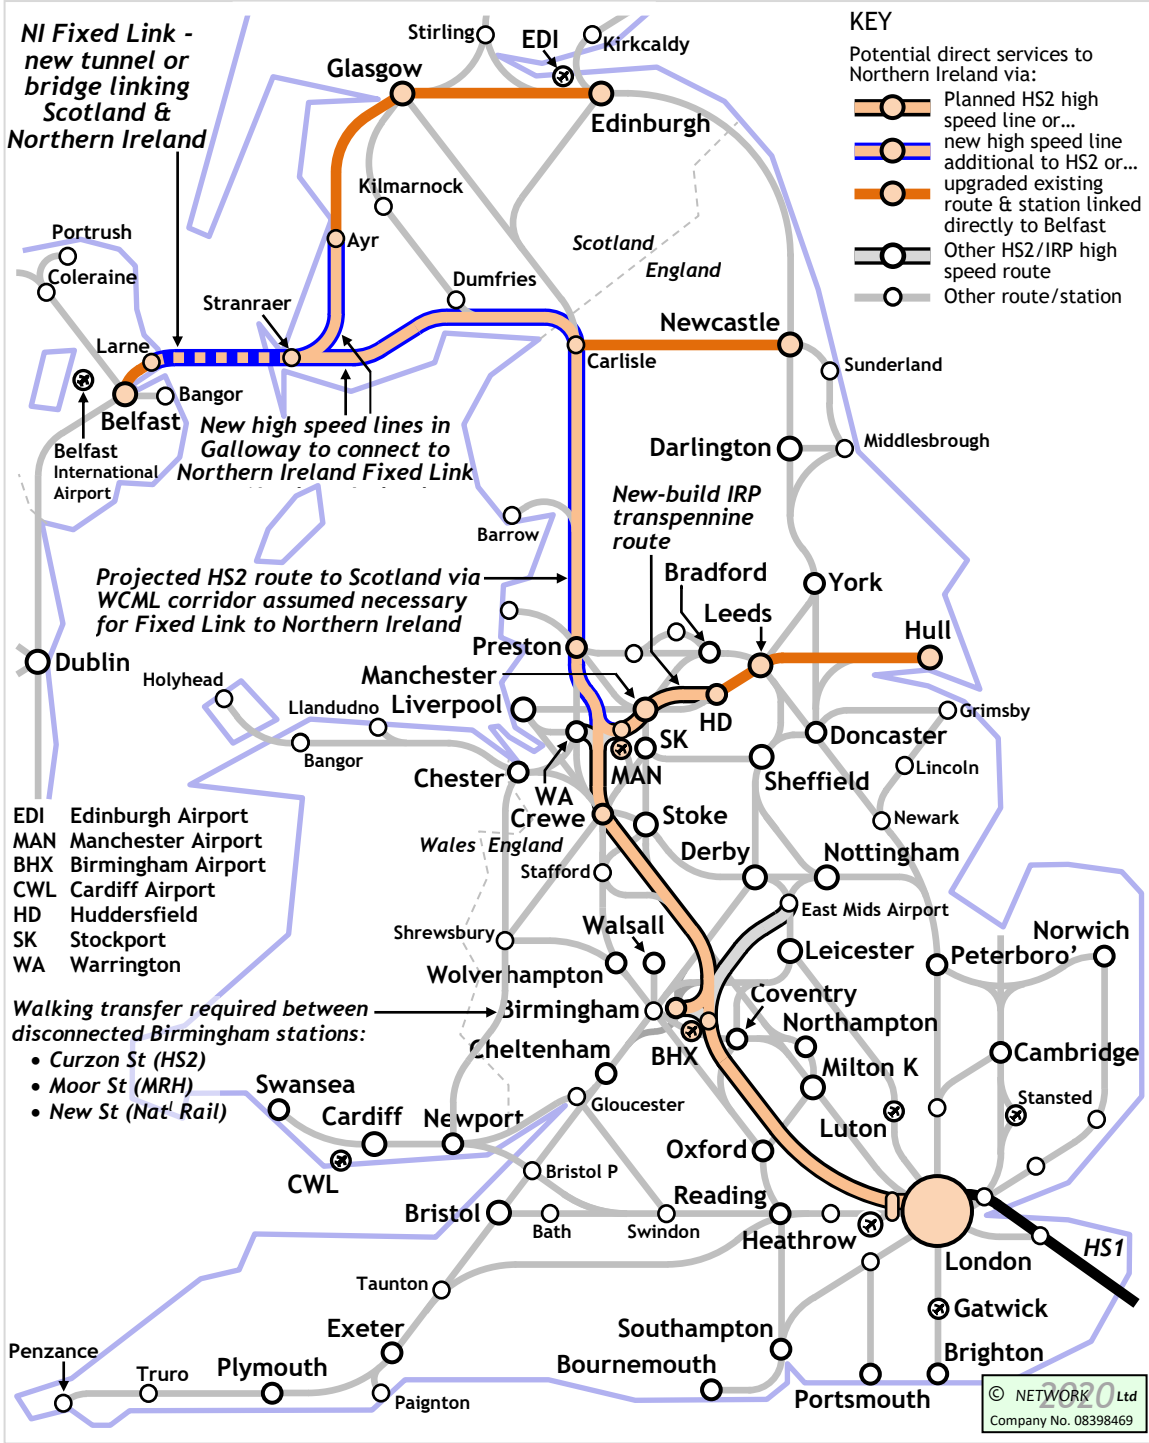 NI Fixed Link -
new tunnel or
bridge linking
Scotland &
Northern Ireland
Stirling
EDI
Kirkcaldy
Glasgow
Edinburgh
KEY
Potential direct services to
Northern Ireland via:
Planned HS2 high
speed line or...
new high speed line
additional to HS2 or...
upgraded existing
route & station linked
directly to Belfast
Other HS2/IRP high
speed route
Other route/station
Kilmarnock
Ayr
Portrush
Coleraine
Scotland
England
Dumfries
Stranraer
Newcastle
Larne
Carlisle
Sunderland
Bangor
Belfast
Belfast
International
Airport
New high speed lines in
Galloway to connect to
Northern Ireland Fixed Link
Darlington
Middlesbrough
New-build IRP
transpennine
route
Barrow
Projected HS2 route to Scotland via
WCML corridor assumed necessary
for Fixed Link to Northern Ireland
Bradford
York
Leeds
Hull
Preston
Dublin
Manchester
Holyhead
Liverpool
Llandudno
HD
Grimsby
SK
Doncaster
Bangor
MAN
Lincoln
Chester
Sheffield
WA
Crewe
Stoke
Newark
EDI Edinburgh Airport
MAN Manchester Airport
BHX Birmingham Airport
CWL Cardiff Airport
HD Huddersfield
SK Stockport
WA Warrington
Wales England
Stafford
Derby
Nottingham
East Mids Airport
Walsall
Shrewsbury
Leicester
Norwich
Peterboro'
Wolverhampton
Walking transfer required between
disconnected Birmingham stations:
• Curzon St (HS2)
• Moor St (MRH)
• New St (Natl Rail)
Birmingham
Coventry
Northampton
BHX
Cambridge
Cheltenham
Milton K
Swansea
Gloucester
Stansted
Cardiff
Newport
Luton
Oxford
CWL
Bristol P
Reading
Bristol
Bath
Swindon
Heathrow
HS1
London
Taunton
Gatwick
Exeter
Southampton
Penzance
Brighton
Truro
Plymouth
Bournemouth
Paignton
Portsmouth
© NETWORK 2020 Ltd
Company No. 08398469